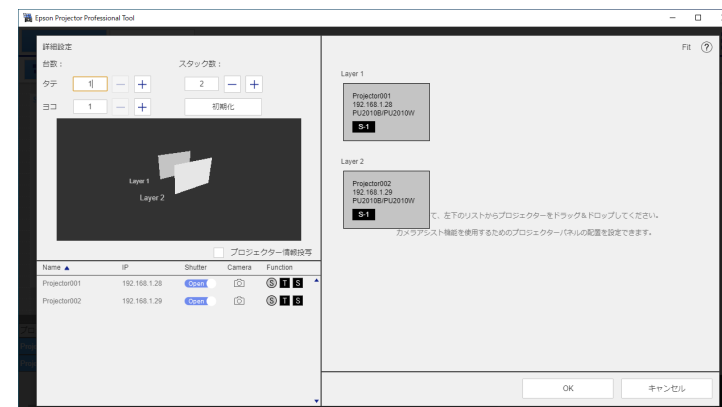 Epson Projector Professional Tool
詳細設定
台数：
スタック数：
タテ 1
2
ヨコ 1
初期化
Layer 1
Layer 2
プロジェクター情報投写
Name ▲ IP Shutter Camera Function
Projector001 192.168.1.28 Open S T S
Projector002 192.168.1.29 Open S T S
Fit ?
Layer 1
Projector001
192.168.1.28
PU2010B/PU2010W
S-1
Layer 2
Projector002
192.168.1.29
PU2010B/PU2010W
S-1
て、左下のリストからプロジェクターをドラッグ&ドロップしてください。
カメラアシスト機能を使用するためのプロジェクターパネルの配置を設定できます。
OK
キャンセル